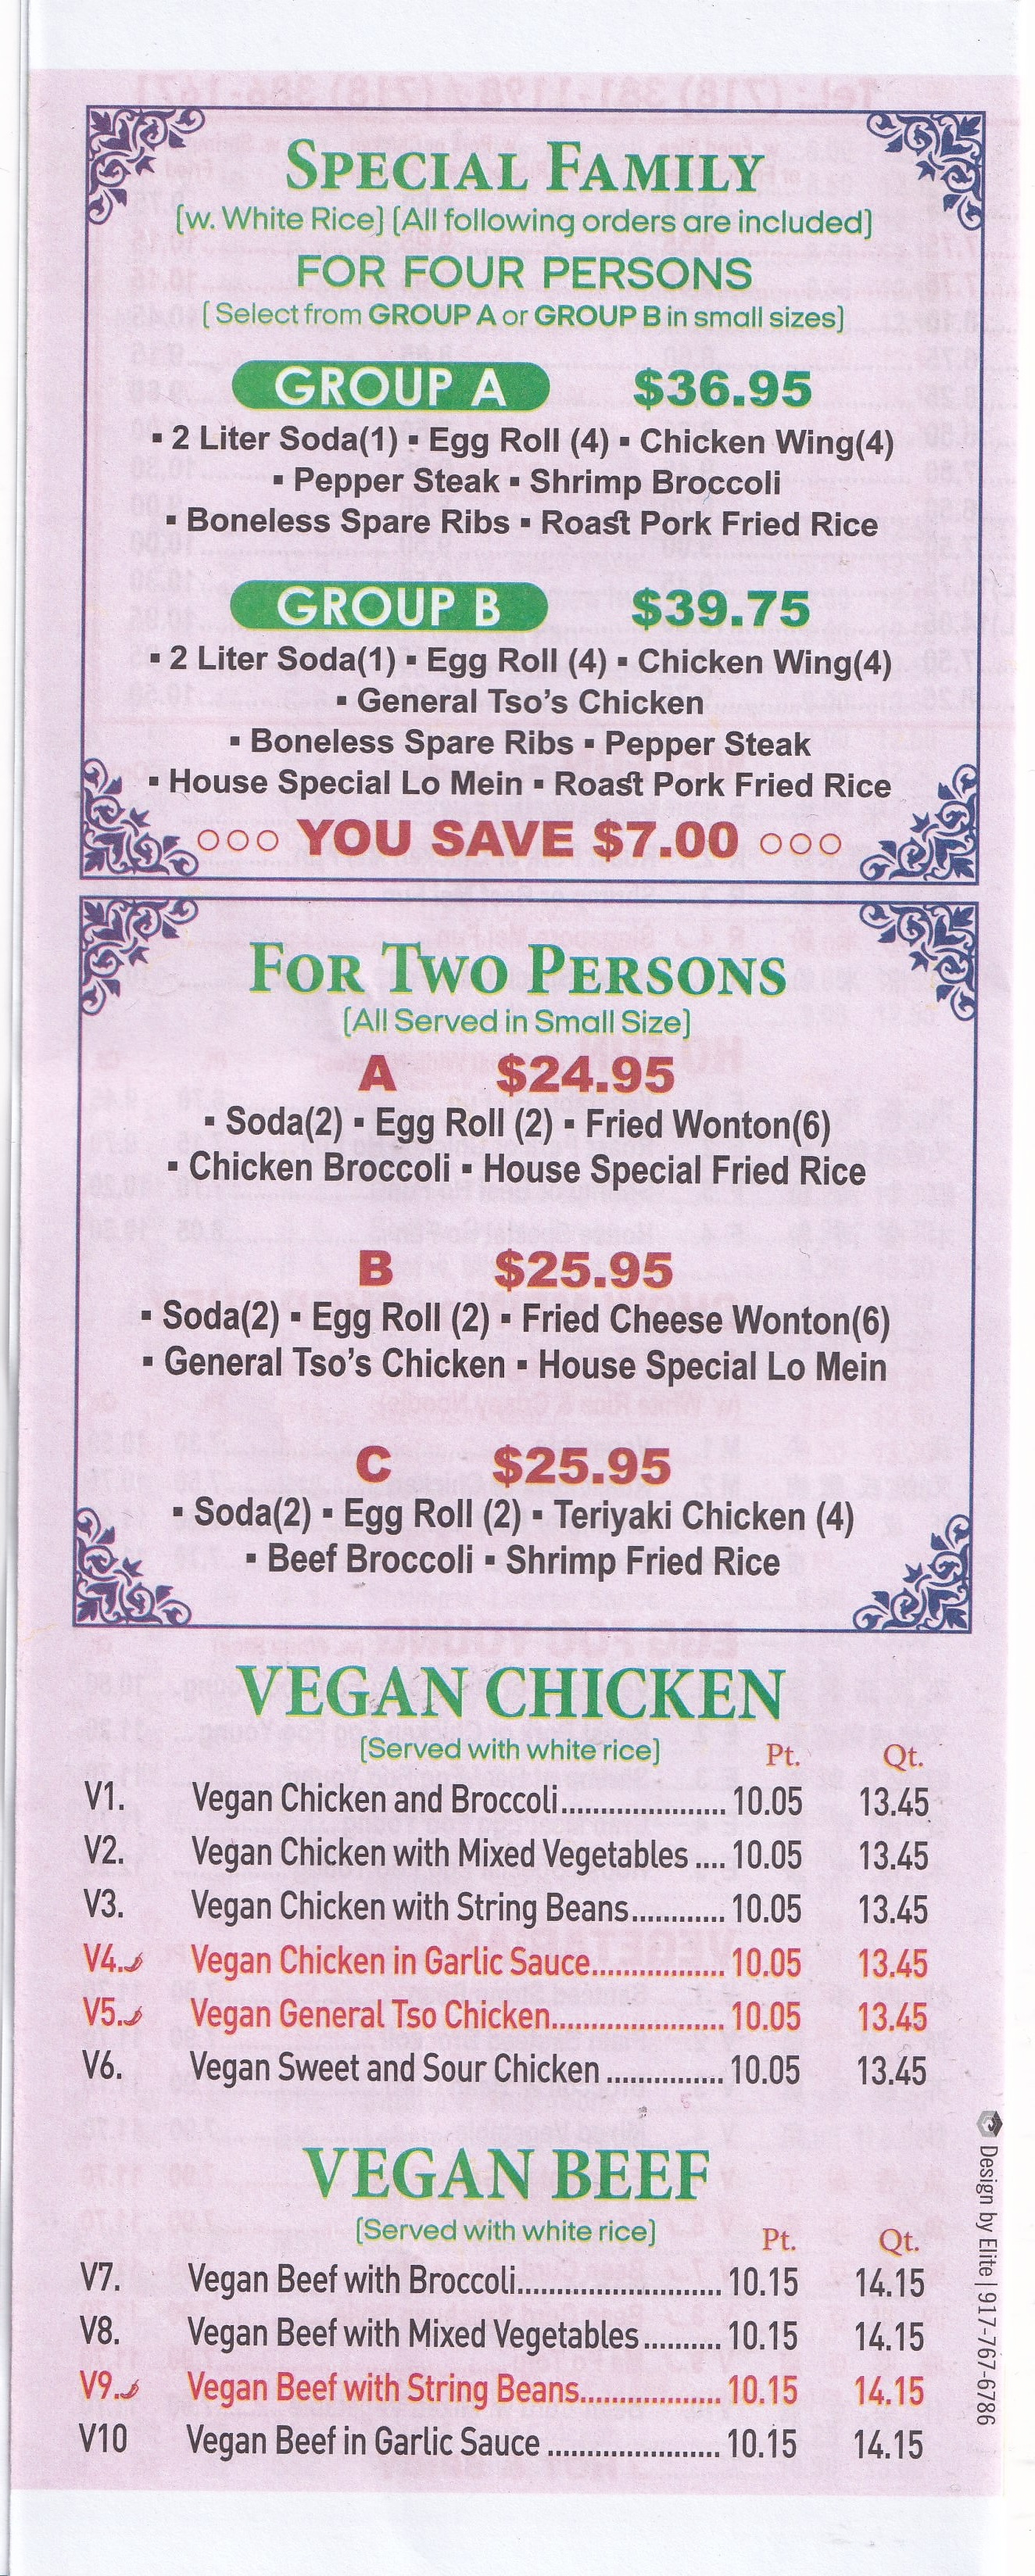 SPECIAL FAMILY
(w. White Rice) (All following orders are included)
FOR FOUR PERSONS
( Select from GROUP A or GROUP B in small sizes)
GROUP A $36.95
▪ 2 Liter Soda(1) ▪ Egg Roll (4) ▪ Chicken Wing(4)
▪ Pepper Steak ▪ Shrimp Broccoli
▪ Boneless Spare Ribs ▪ Roast Pork Fried Rice
GROUP B $39.75
▪ 2 Liter Soda(1) ▪ Egg Roll (4) ▪ Chicken Wing(4)
▪ General Tso's Chicken
▪ Boneless Spare Ribs ▪ Pepper Steak
▪ House Special Lo Mein ▪ Roast Pork Fried Rice
○○○ YOU SAVE $7.00 ○○○
FOR TWO PERSONS
(All Served in Small Size)
A $24.95
▪ Soda(2) ▪ Egg Roll (2) ▪ Fried Wonton(6)
▪ Chicken Broccoli ▪ House Special Fried Rice
B $25.95
▪ Soda(2) ▪ Egg Roll (2) ▪ Fried Cheese Wonton(6)
▪ General Tso's Chicken ▪ House Special Lo Mein
C $25.95
▪ Soda(2) ▪ Egg Roll (2) ▪ Teriyaki Chicken (4)
▪ Beef Broccoli ▪ Shrimp Fried Rice
VEGAN CHICKEN
(Served with white rice) Pt. Qt.
V1. Vegan Chicken and Broccoli..................... 10.05 13.45
V2. Vegan Chicken with Mixed Vegetables .... 10.05 13.45
V3. Vegan Chicken with String Beans............ 10.05 13.45
V4. Vegan Chicken in Garlic Sauce................. 10.05 13.45
V5. Vegan General Tso Chicken...................... 10.05 13.45
V6. Vegan Sweet and Sour Chicken ............... 10.05 13.45
VEGAN BEEF
(Served with white rice) Pt. Qt.
V7. Vegan Beef with Broccoli.......................... 10.15 14.15
V8. Vegan Beef with Mixed Vegetables .......... 10.15 14.15
V9. Vegan Beef with String Beans.................. 10.15 14.15
V10 Vegan Beef in Garlic Sauce ...................... 10.15 14.15
Design by Elite | 917-767-6786